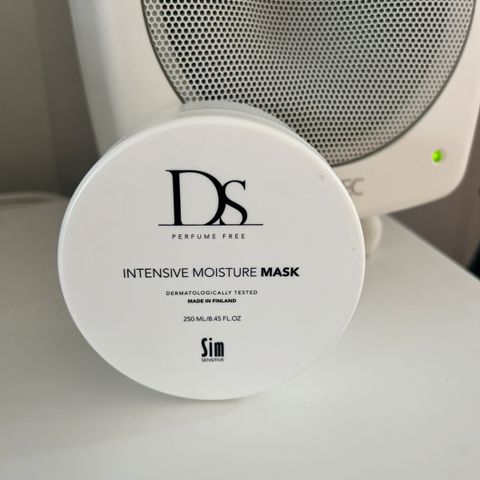 DS
PERFUME FREE
INTENSIVE MOISTURE MASK
DERMATOLOGICALLY TESTED
MADE IN FINLAND
250 ML/8.45 FL.OZ
Sim
SENSITIVE